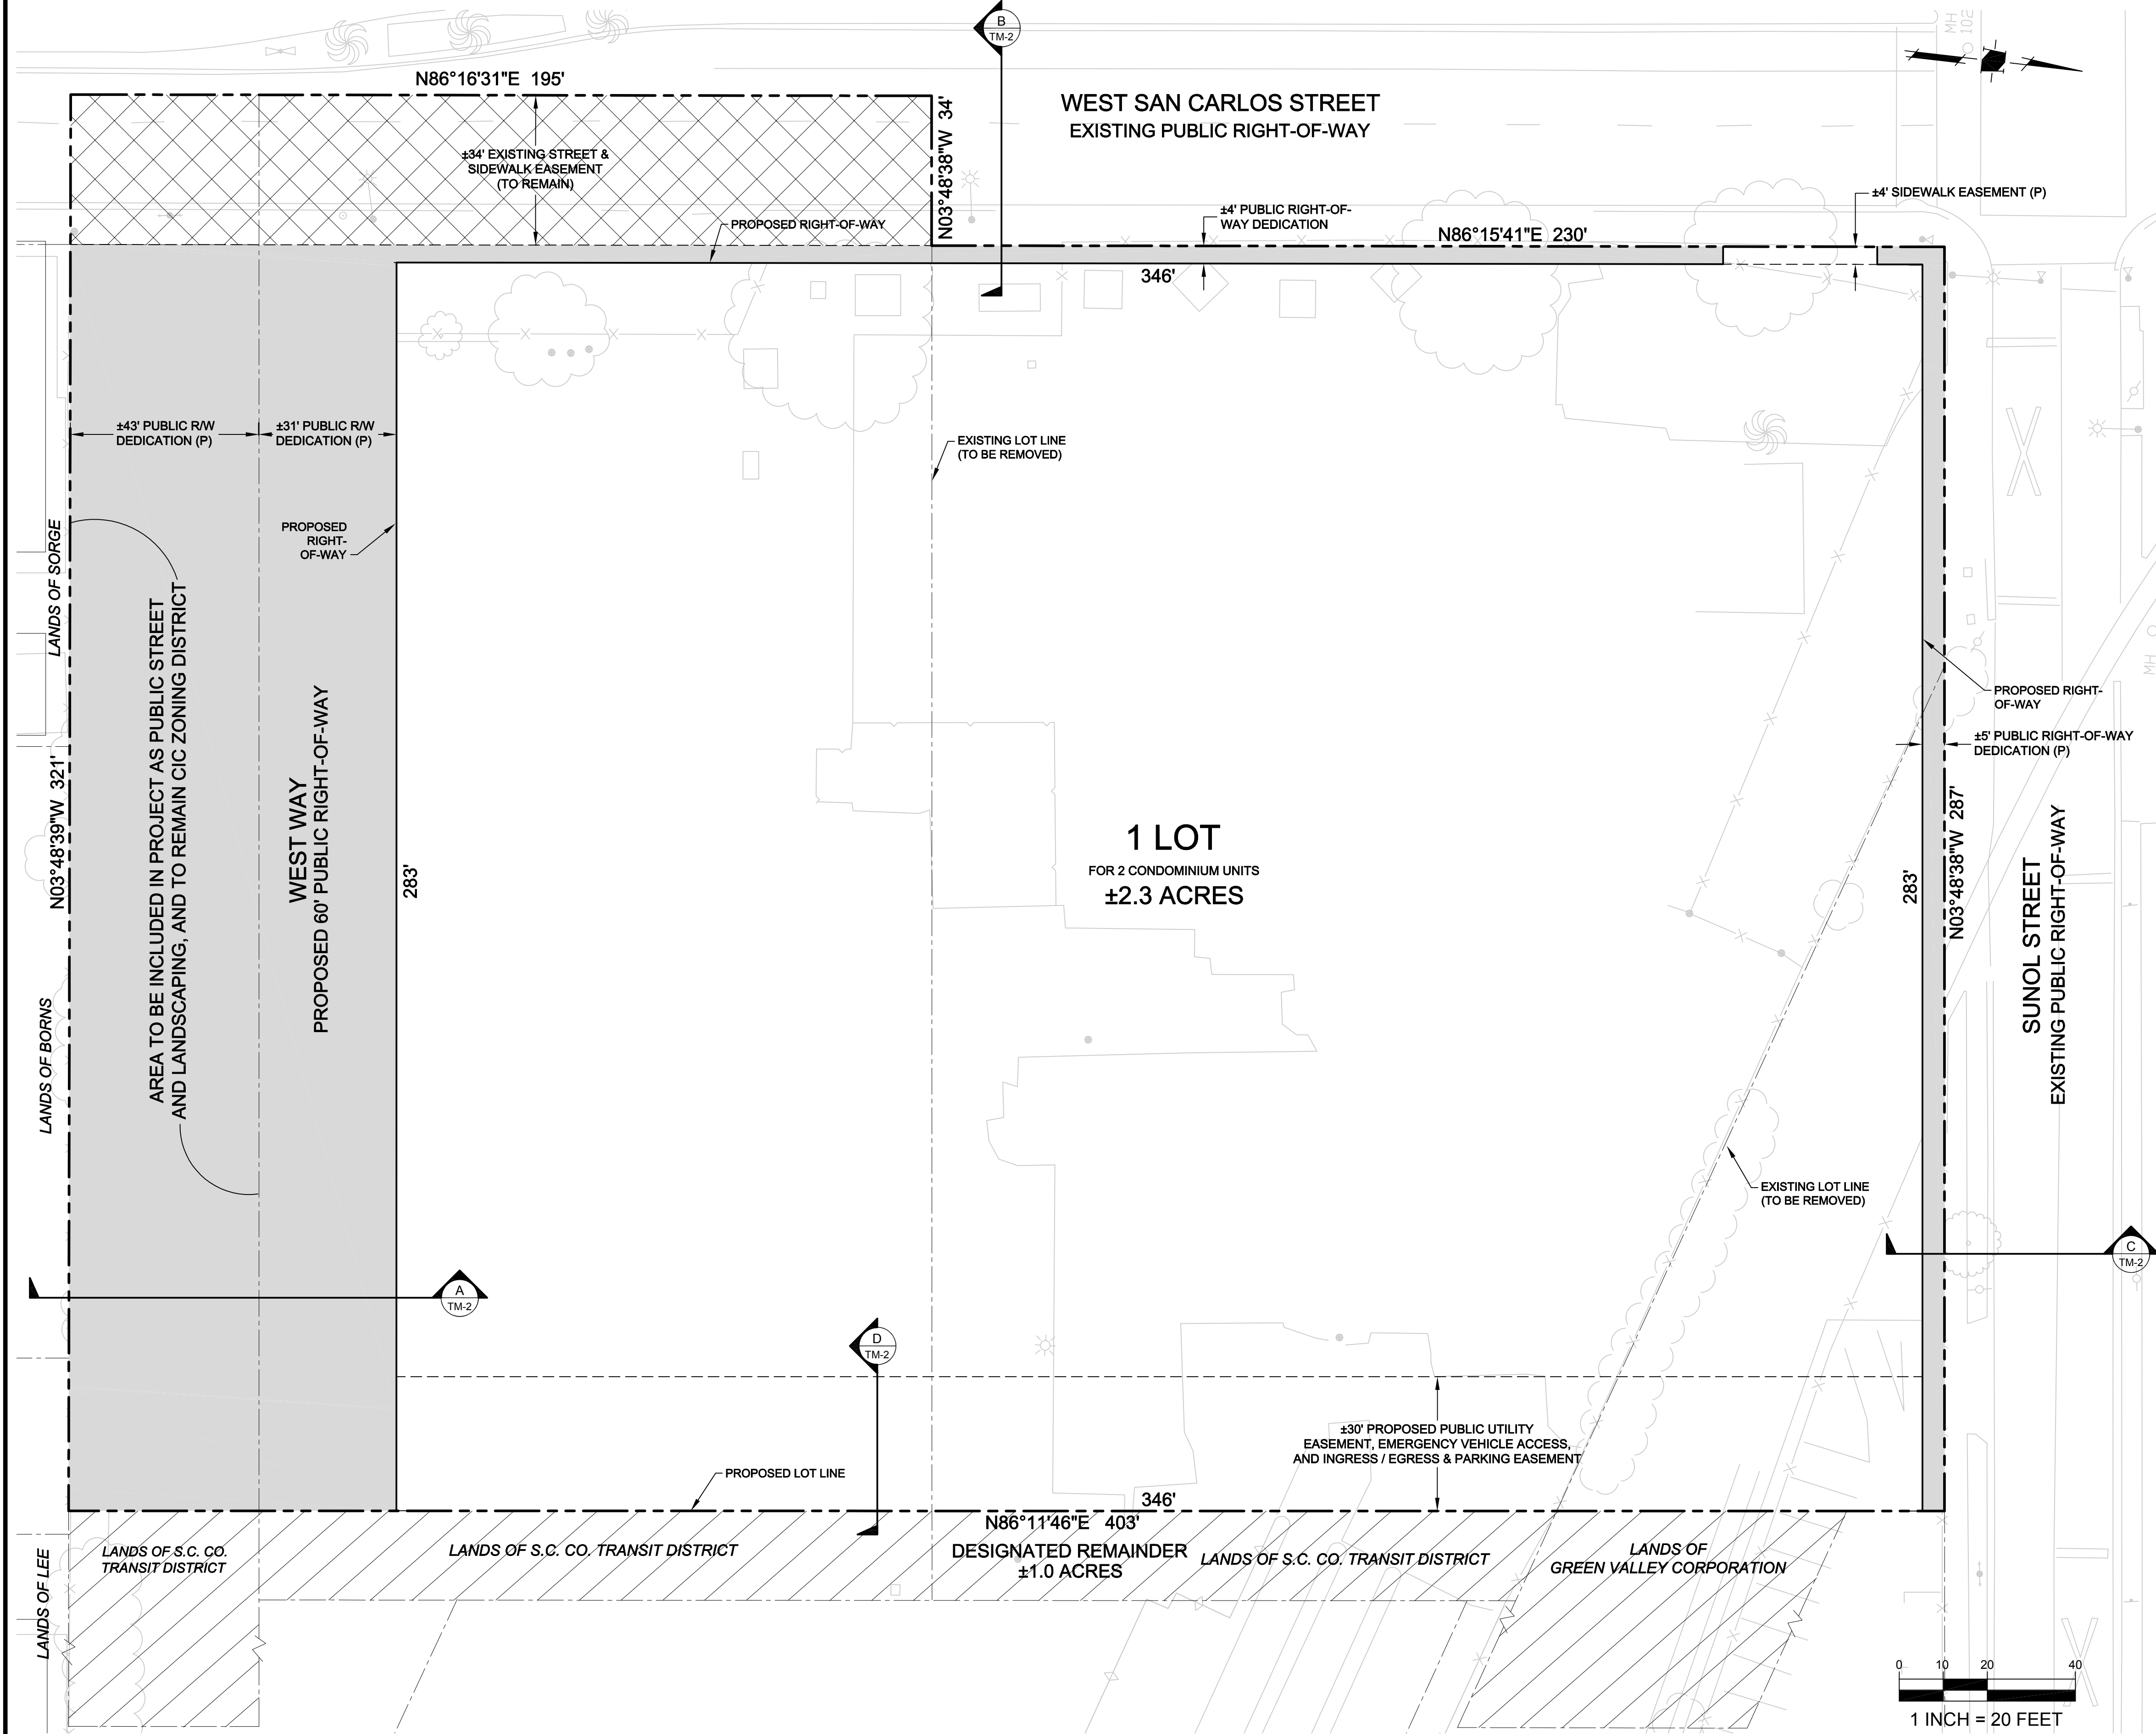 B
TM-2
MH
102
N86°16'31"E 195'
N03°48'38"W 34'
WEST SAN CARLOS STREET
EXISTING PUBLIC RIGHT-OF-WAY
±34' EXISTING STREET &
SIDEWALK EASEMENT
(TO REMAIN)
PROPOSED RIGHT-OF-WAY
±4' PUBLIC RIGHT-OF-
WAY DEDICATION
N86°15'41"E 230'
±4' SIDEWALK EASEMENT (P)
346'
±43' PUBLIC R/W
DEDICATION (P)
±31' PUBLIC R/W
DEDICATION (P)
EXISTING LOT LINE
(TO BE REMOVED)
PROPOSED
RIGHT-
OF-WAY
LANDS OF SORGE
N03°48'39"W 321'
AREA TO BE INCLUDED IN PROJECT AS PUBLIC STREET
AND LANDSCAPING, AND TO REMAIN CIC ZONING DISTRICT
WEST WAY
PROPOSED 60' PUBLIC RIGHT-OF-WAY
283'
1 LOT
FOR 2 CONDOMINIUM UNITS
±2.3 ACRES
PROPOSED RIGHT-
OF-WAY
MH
±5' PUBLIC RIGHT-OF-WAY
DEDICATION (P)
283'
N03°48'38"W 287'
SUNOL STREET
EXISTING PUBLIC RIGHT-OF-WAY
LANDS OF BORNS
EXISTING LOT LINE
(TO BE REMOVED)
C
TM-2
A
TM-2
D
TM-2
±30' PROPOSED PUBLIC UTILITY
EASEMENT, EMERGENCY VEHICLE ACCESS,
AND INGRESS / EGRESS & PARKING EASEMENT
PROPOSED LOT LINE
346'
N86°11'46"E 403'
DESIGNATED REMAINDER
±1.0 ACRES
LANDS OF S.C. CO.
TRANSIT DISTRICT
LANDS OF S.C. CO. TRANSIT DISTRICT
LANDS OF S.C. CO. TRANSIT DISTRICT
LANDS OF
GREEN VALLEY CORPORATION
LANDS OF LEE
0 10 20 40
1 INCH = 20 FEET